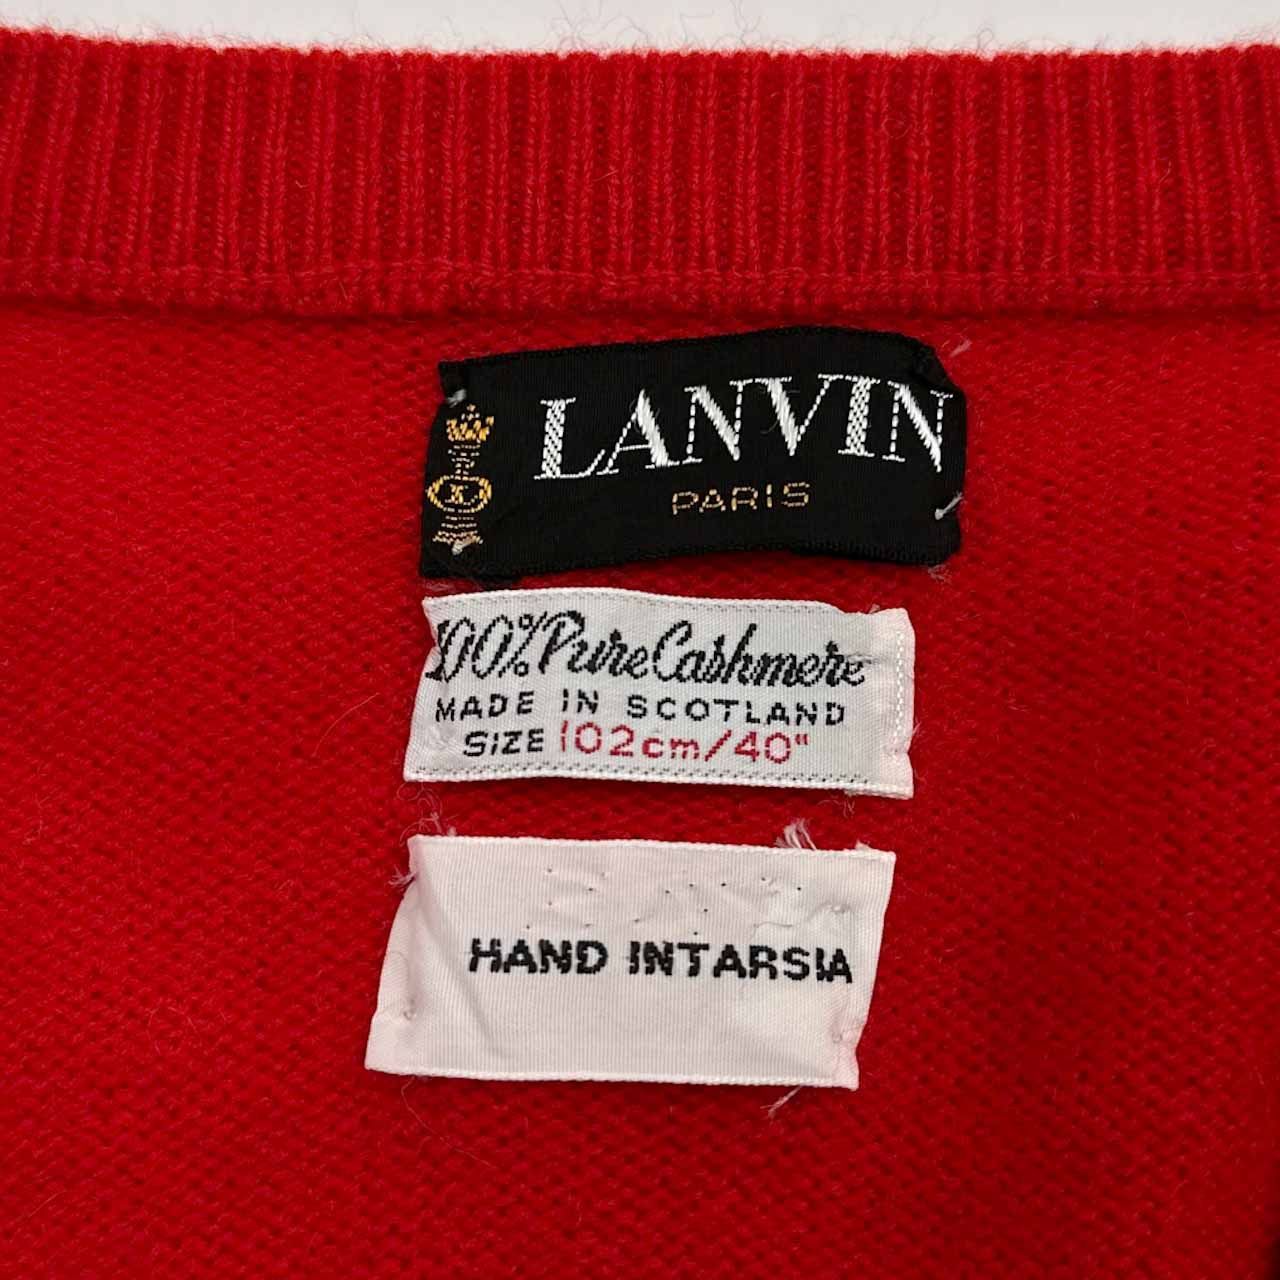 LANVIN
PARIS
100% Pure Cashmere
MADE IN SCOTLAND
SIZE 102cm/40"
HAND INTARSIA